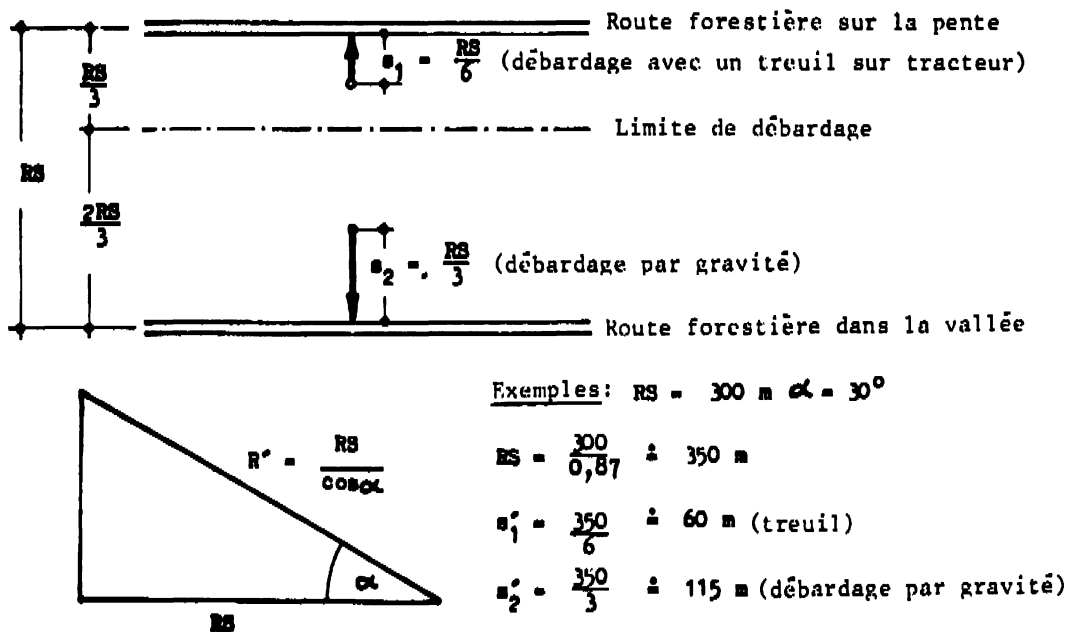 Route forestière sur la pente
RS/3
s₁ = RS/6 (débardage avec un treuil sur tracteur)
Limite de débardage
RS
2RS/3
s₂ = . RS/3 (débardage par gravité)
Route forestière dans la vallée
Exemples: RS = 300 m α = 30°
R' = RS/cosα
RS = 300/0,87 ≐ 350 m
s'₁ = 350/6 ≐ 60 m (treuil)
s'₂ = 350/3 ≐ 115 m (débardage par gravité)
α
RS